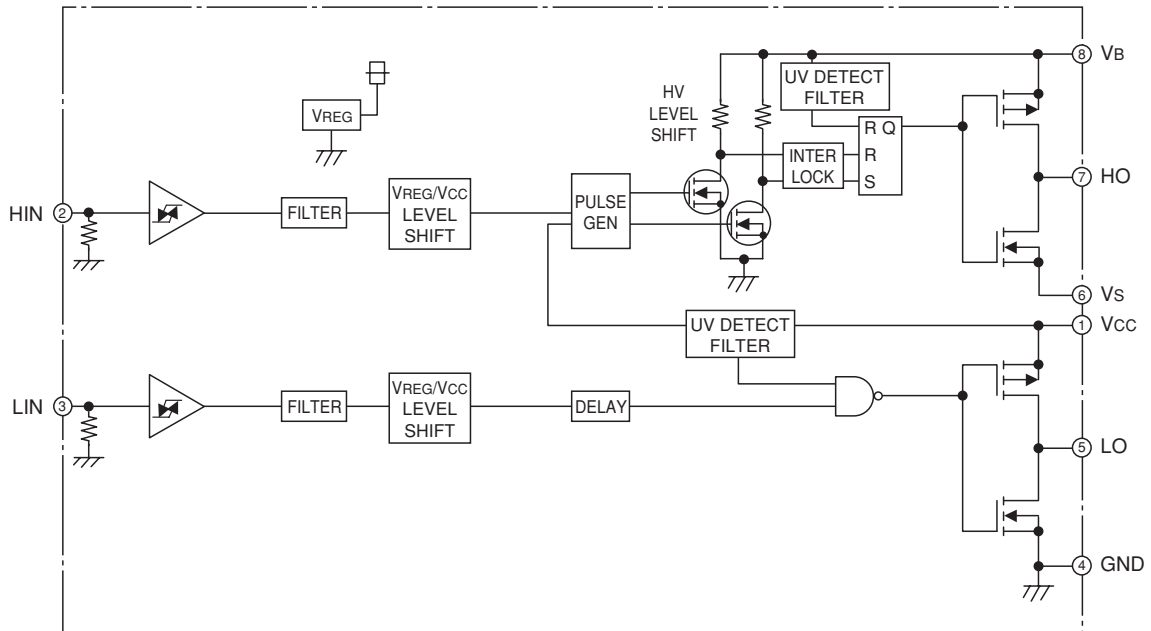 8 VB
UV DETECT
FILTER
HV
LEVEL
SHIFT
VREG
R Q
R
S
INTER
LOCK
7 HO
HIN 2
FILTER
VREG/VCC
LEVEL
SHIFT
PULSE
GEN
6 VS
1 VCC
UV DETECT
FILTER
LIN 3
FILTER
VREG/VCC
LEVEL
SHIFT
DELAY
5 LO
4 GND